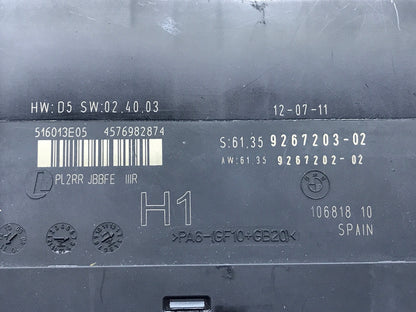 HW: D5 SW:02.40.03
12-07-11
516013E05 4576982874
S:61.35 9267203-02
AW:61.35 9267202-02
PL2RR JBBFE IIIR
H1
106818 10
SPAIN
>PA6-(GF10+GB20)<